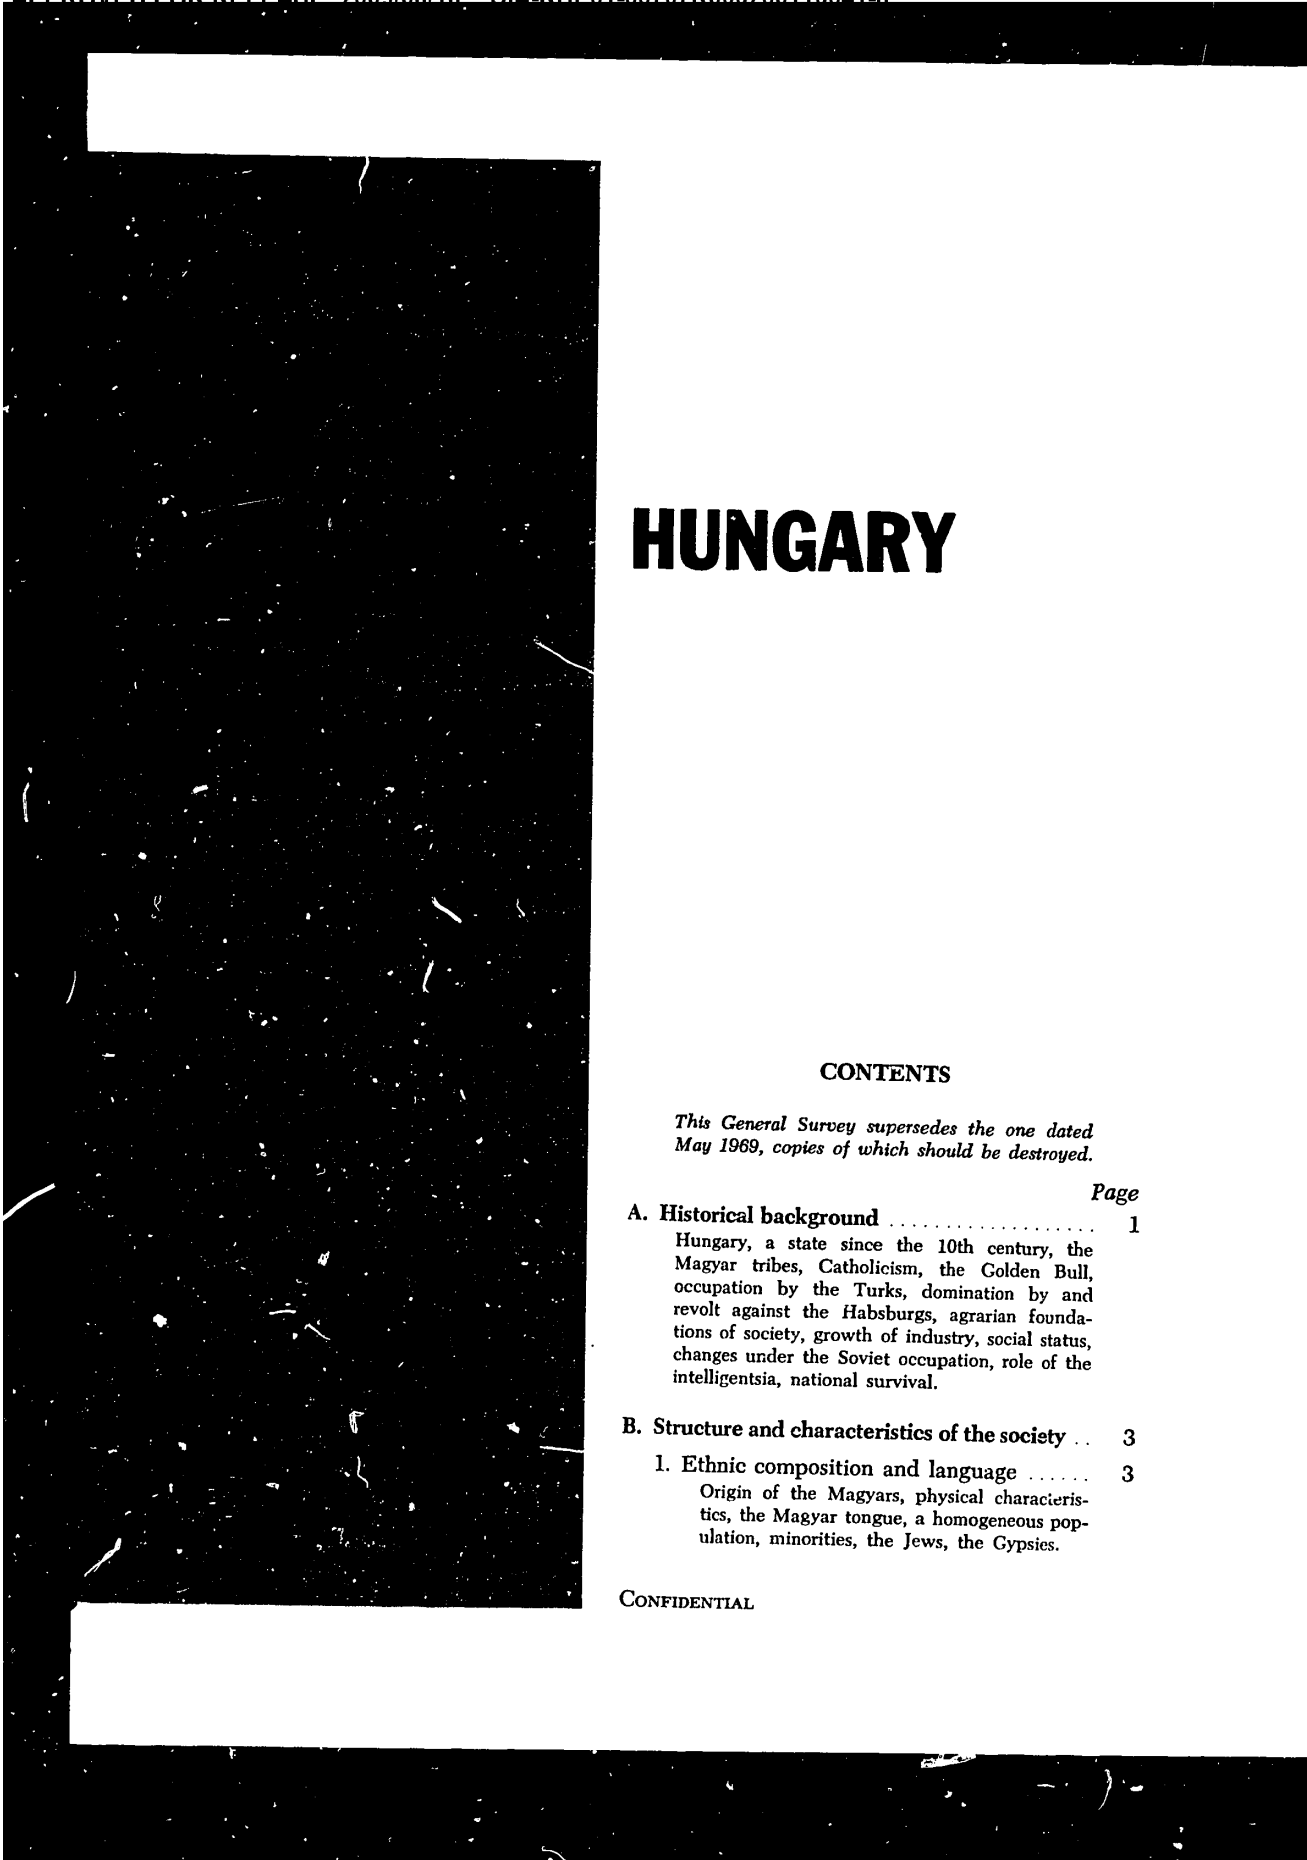 HUNGARY
CONTENTS
This General Survey supersedes the one dated
May 1969, copies of which should be destroyed.
Page
A. Historical background ................... 1
Hungary, a state since the 10th century, the
Magyar tribes, Catholicism, the Golden Bull,
occupation by the Turks, domination by and
revolt against the Habsburgs, agrarian founda-
tions of society, growth of industry, social status,
changes under the Soviet occupation, role of the
intelligentsia, national survival.
B. Structure and characteristics of the society .. 3
1. Ethnic composition and language ...... 3
Origin of the Magyars, physical characteris-
tics, the Magyar tongue, a homogeneous pop-
ulation, minorities, the Jews, the Gypsies.
CONFIDENTIAL